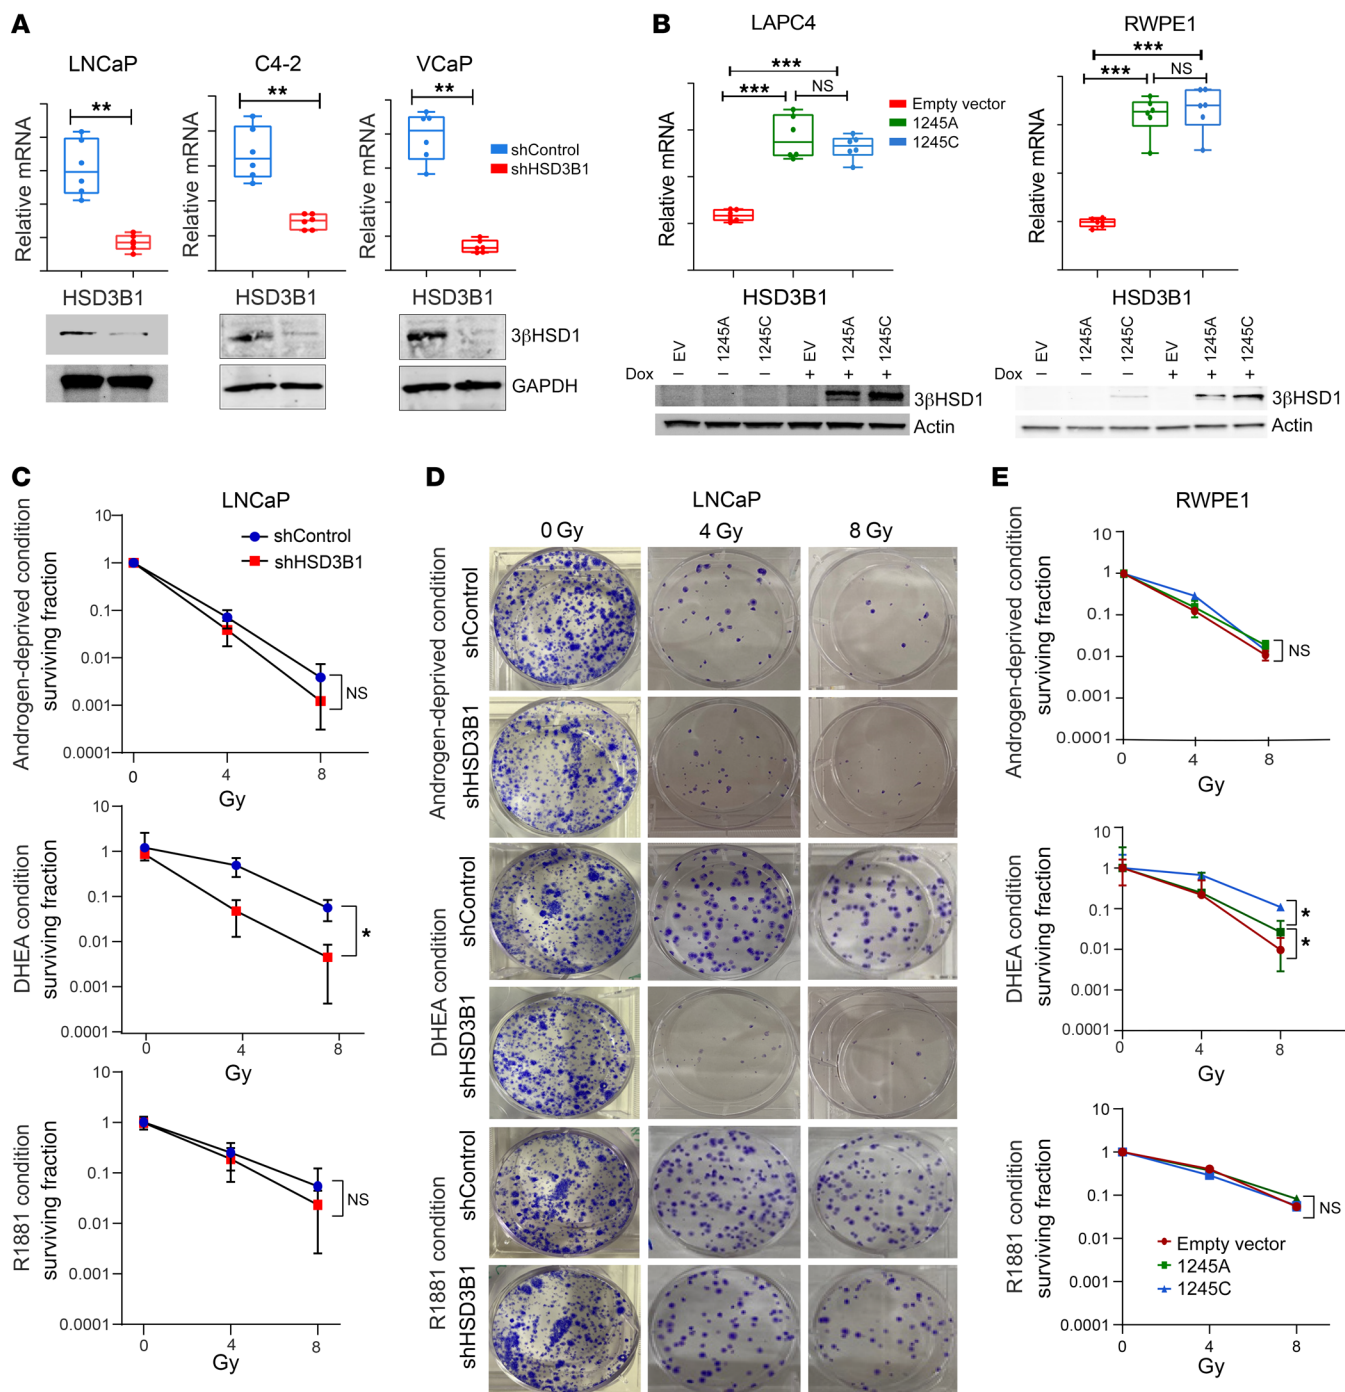 A
LNCaP
C4-2
VCaP
**
**
**
Relative mRNA
Relative mRNA
Relative mRNA
shControl
shHSD3B1
HSD3B1
HSD3B1
HSD3B1
3βHSD1
GAPDH
B
LAPC4
RWPE1
***
***
NS
***
***
NS
Relative mRNA
Relative mRNA
Empty vector
1245A
1245C
HSD3B1
HSD3B1
EV
1245A
1245C
EV
1245A
1245C
Dox − − − + + +
3βHSD1
Actin
EV
1245A
1245C
EV
1245A
1245C
Dox − − − + + +
3βHSD1
Actin
C
LNCaP
Androgen-deprived condition
surviving fraction
10
1
0.1
0.01
0.001
0.0001
shControl
shHSD3B1
NS
0 4 8
Gy
DHEA condition
surviving fraction
10
1
0.1
0.01
0.001
0.0001
*
0 4 8
Gy
R1881 condition
surviving fraction
10
1
0.1
0.01
0.001
0.0001
NS
0 4 8
Gy
D
LNCaP
0 Gy 4 Gy 8 Gy
Androgen-deprived condition
shControl
shHSD3B1
DHEA condition
shControl
shHSD3B1
R1881 condition
shControl
shHSD3B1
E
RWPE1
Androgen-deprived condition
surviving fraction
10
1
0.1
0.01
0.001
0.0001
NS
0 4 8
Gy
DHEA condition
surviving fraction
10
1
0.1
0.01
0.001
0.0001
*
*
0 4 8
Gy
R1881 condition
surviving fraction
10
1
0.1
0.01
0.001
0.0001
NS
Empty vector
1245A
1245C
0 4 8
Gy